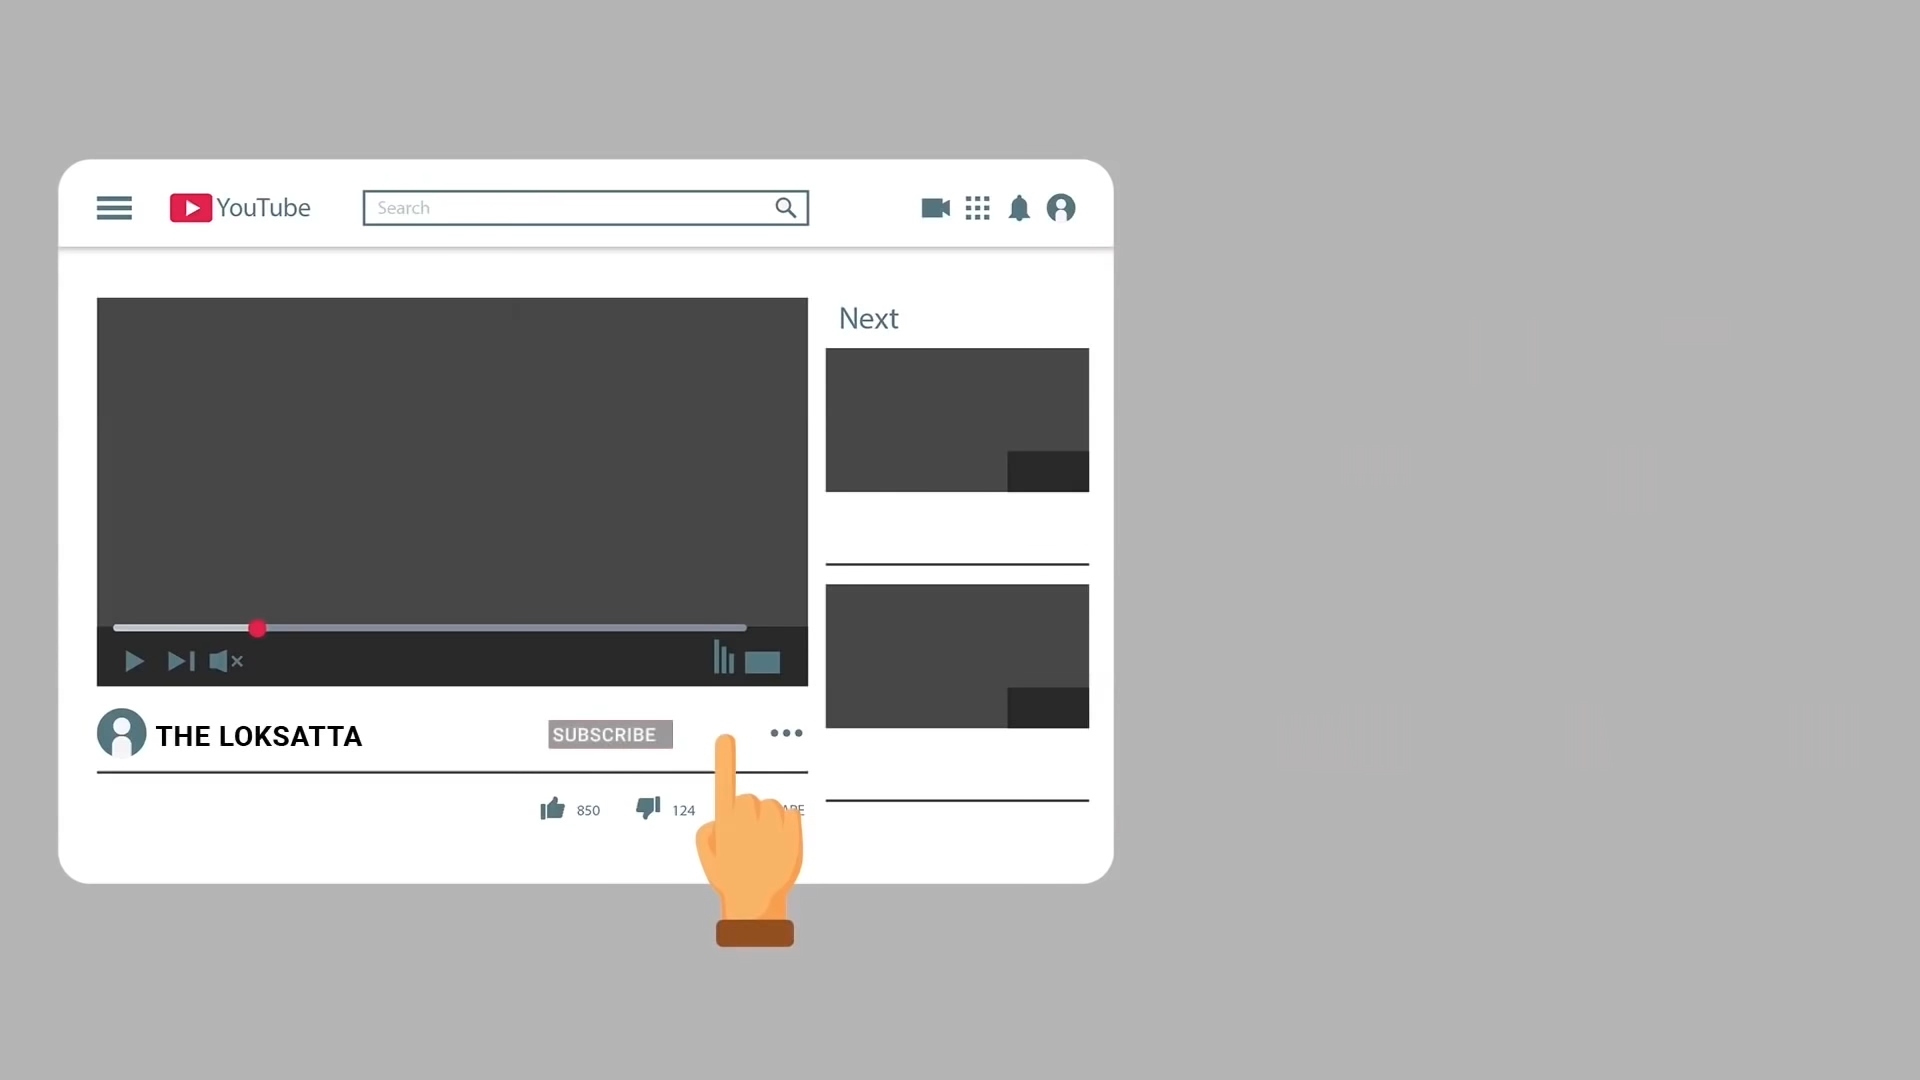 YouTube
Search
Next
THE LOKSATTA
SUBSCRIBE
850
124